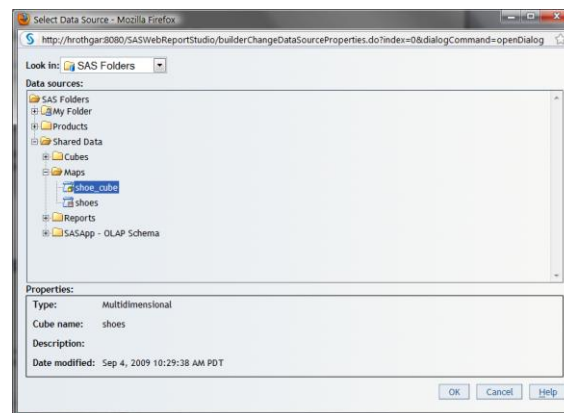 Select Data Source - Mozilla Firefox
http://hrothgar:8080/SASWebReportStudio/builderChangeDataSourceProperties.do?index=0&dialogCommand=openDialog
Look in: SAS Folders
Data sources:
SAS Folders
My Folder
Products
Shared Data
Cubes
Maps
shoe_cube
shoes
Reports
SASApp - OLAP Schema
Properties:
Type: Multidimensional
Cube name: shoes
Description:
Date modified: Sep 4, 2009 10:29:38 AM PDT
OK Cancel Help